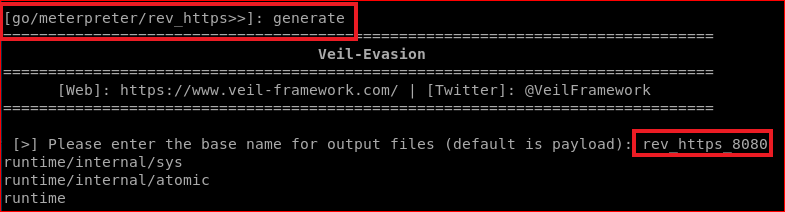 [go/meterpreter/rev_https>>]: generate
=========================================================================
Veil-Evasion
=========================================================================
[Web]: https://www.veil-framework.com/ | [Twitter]: @VeilFramework
=========================================================================
[>] Please enter the base name for output files (default is payload): rev_https_8080
runtime/internal/sys
runtime/internal/atomic
runtime